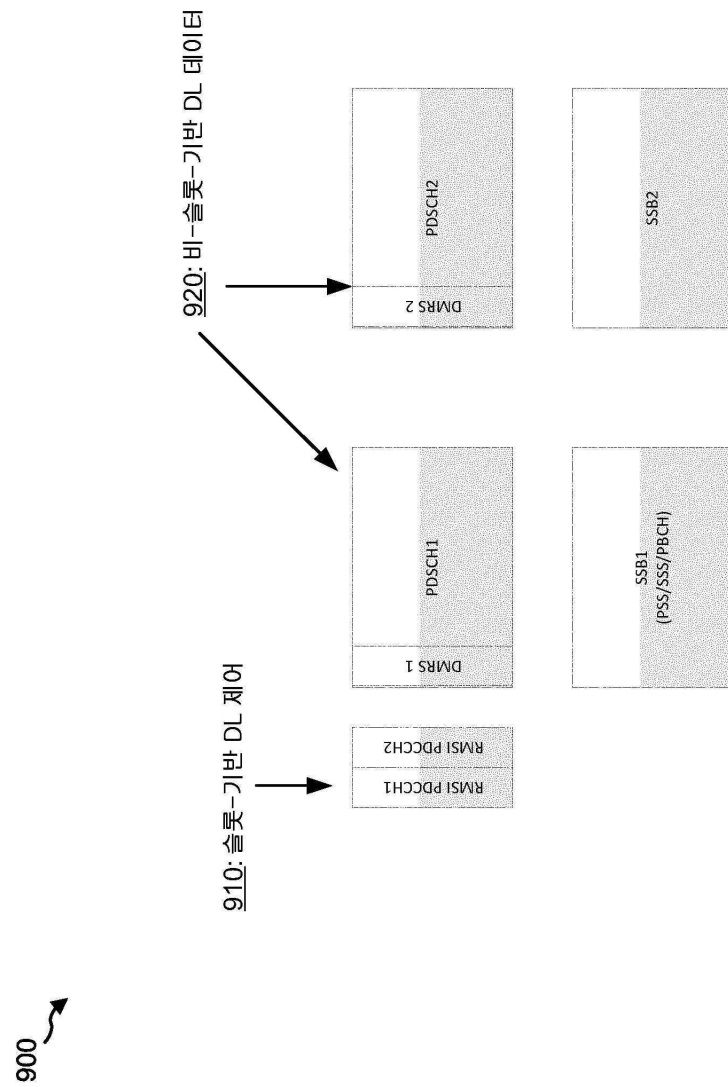 900
910: 슬롯-기반 DL 제어
920: 비-슬롯-기반 DL 데이터
RMSI PDCCH1
RMSI PDCCH2
DMRS 1
PDSCH1
DMRS 2
PDSCH2
SSB1
(PSS/SSS/PBCH)
SSB2